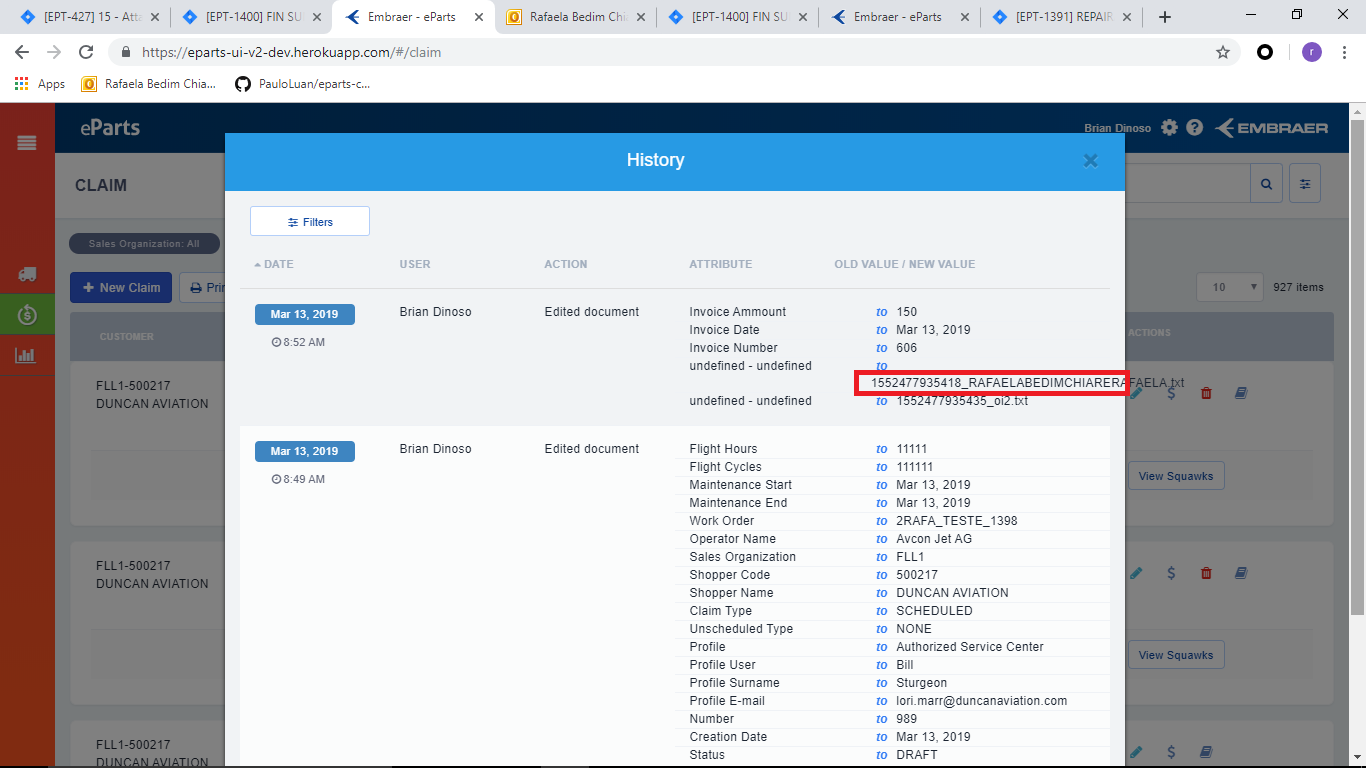 [EPT-427] 15 - Atta
[EPT-1400] FIN SU
Embraer - eParts
Rafaela Bedim Chia
[EPT-1400] FIN SU
Embraer - eParts
[EPT-1391] REPAIR
https://eparts-ui-v2-dev.herokuapp.com/#/claim
r
Apps
Rafaela Bedim Chia...
PauloLuan/eparts-c...
eParts
Brian Dinoso
EMBRAER
CLAIM
History
Sales Organization: All
Filters
New Claim
Prin
10
927 items
DATE USER ACTION ATTRIBUTE OLD VALUE / NEW VALUE
CUSTOMER
ACTIONS
Mar 13, 2019 Brian Dinoso Edited document Invoice Ammount to 150
Invoice Date to Mar 13, 2019
8:52 AM
Invoice Number to 606
undefined - undefined to
1552477935418_RAFAELABEDIMCHIARERAFAELA.txt
undefined - undefined to 1552477935435_oi2.txt
FLL1-500217
DUNCAN AVIATION
Mar 13, 2019 Brian Dinoso Edited document Flight Hours to 11111
Flight Cycles to 111111
8:49 AM
Maintenance Start to Mar 13, 2019
Maintenance End to Mar 13, 2019
Work Order to 2RAFA_TESTE_1398
Operator Name to Avcon Jet AG
Sales Organization to FLL1
Shopper Code to 500217
Shopper Name to DUNCAN AVIATION
Claim Type to SCHEDULED
Unscheduled Type to NONE
Profile to Authorized Service Center
Profile User to Bill
Profile Surname to Sturgeon
Profile E-mail to lori.marr@duncanaviation.com
Number to 989
Creation Date to Mar 13, 2019
Status to DRAFT
View Squawks
FLL1-500217
DUNCAN AVIATION
View Squawks
FLL1-500217
DUNCAN AVIATION